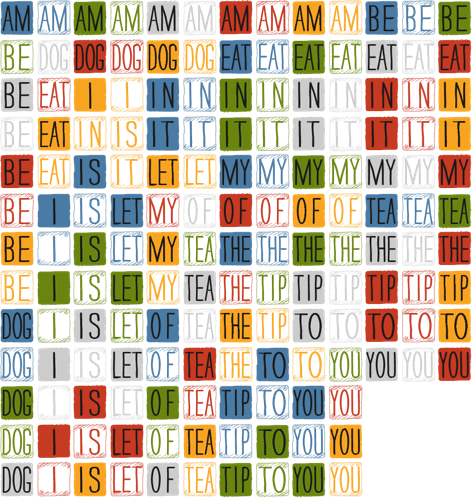 AM AM AM AM AM AM AM AM AM AM BE BE BE
BE DOG DOG DOG DOG DOG EAT EAT EAT EAT EAT EAT EAT
BE EAT I I IN IN IN IN IN IN IN IN IN
BE EAT IN IS IT IT IT IT IT IT IT IT IT
BE EAT IS IT LET LET MY MY MY MY MY MY MY
BE I IS LET MY OF OF OF OF OF TEA TEA TEA
BE I IS LET MY TEA THE THE THE THE THE THE THE
BE I IS LET MY TEA THE TIP TIP TIP TIP TIP TIP
DOG I IS LET OF TEA THE TIP TO TO TO TO TO
DOG I IS LET OF TEA THE TO TO YOU YOU YOU YOU
DOG I IS LET OF TEA TIP TO YOU YOU
DOG I IS LET OF TEA TIP TO YOU YOU
DOG I IS LET OF TEA TIP TO YOU YOU